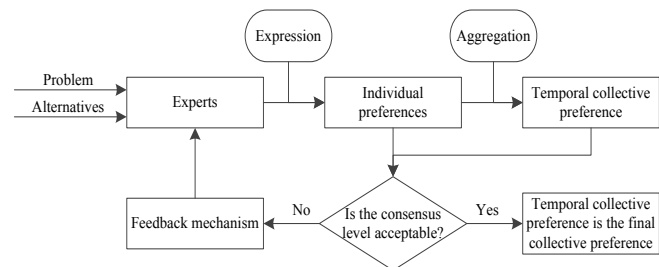 Expression
Aggregation
Problem
Alternatives
Experts
Individual
preferences
Temporal collective
preference
Feedback mechanism
No
Is the consensus
level acceptable?
Yes
Temporal collective
preference is the final
collective preference